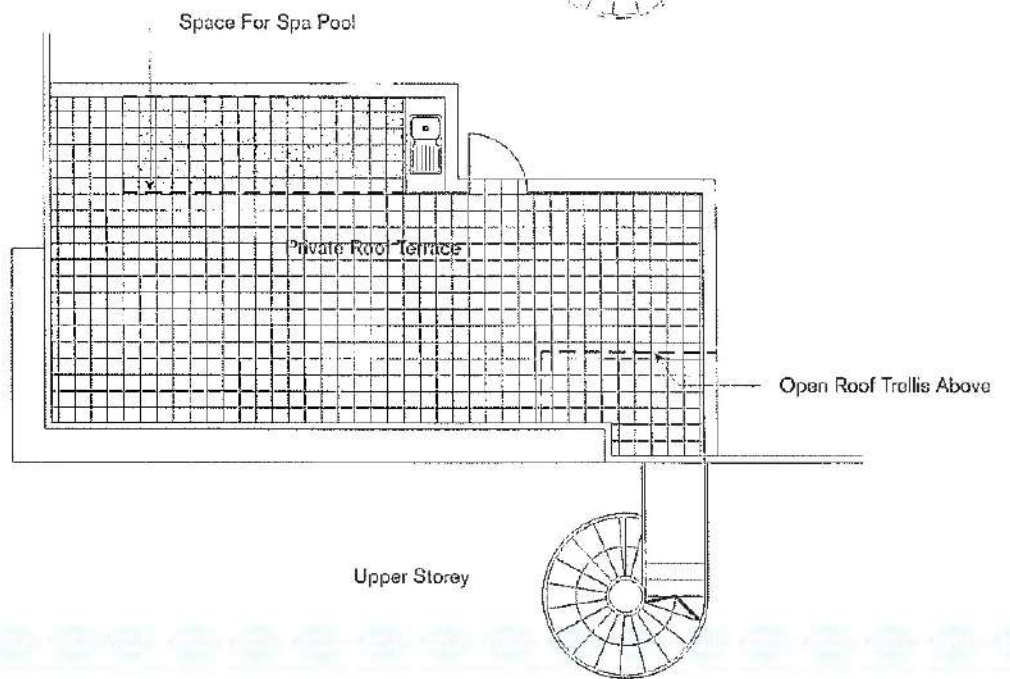 Space For Spa Pool
Private Roof Terrace
Open Roof Trellis Above
Upper Storey